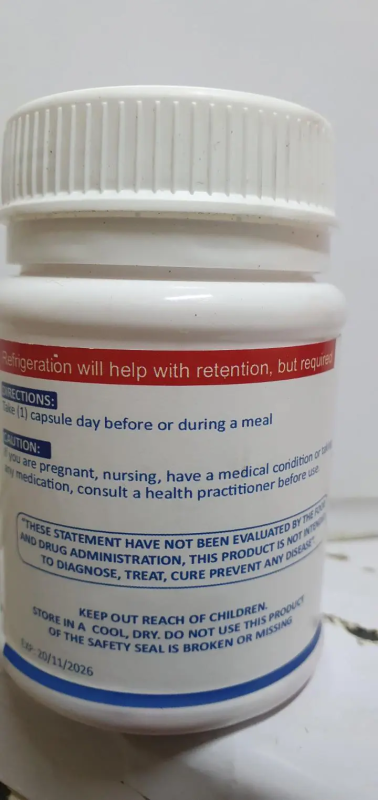 Refrigeration will help with retention, but required
DIRECTIONS:
Take (1) capsule day before or during a meal
CAUTION:
If you are pregnant, nursing, have a medical condition or taking
any medication, consult a health practitioner before use.
"THESE STATEMENT HAVE NOT BEEN EVALUATED BY THE FOOD
AND DRUG ADMINISTRATION, THIS PRODUCT IS NOT INTENDED
TO DIAGNOSE, TREAT, CURE PREVENT ANY DISEASE"
KEEP OUT REACH OF CHILDREN.
STORE IN A COOL, DRY. DO NOT USE THIS PRODUCT
OF THE SAFETY SEAL IS BROKEN OR MISSING
EXP: 20/11/2026